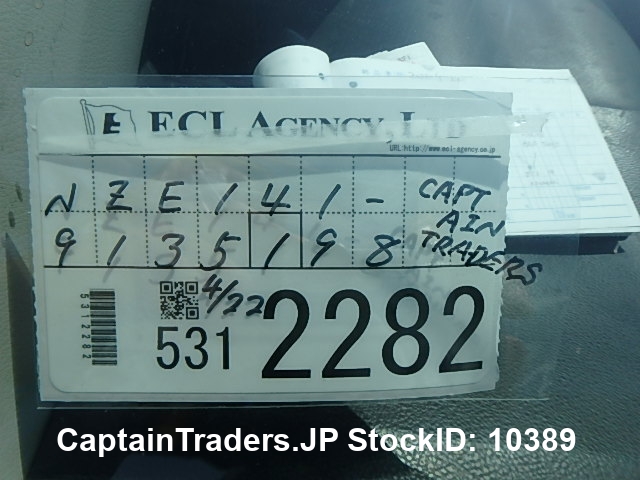 E ECL AGENCY, LTD
URL:http://www.ecl-agency.co.jp
NZE141-
CAPT
AIN
TRADERS
9135198
4/22
5312282
531 2282
CaptainTraders.JP StockID: 10389